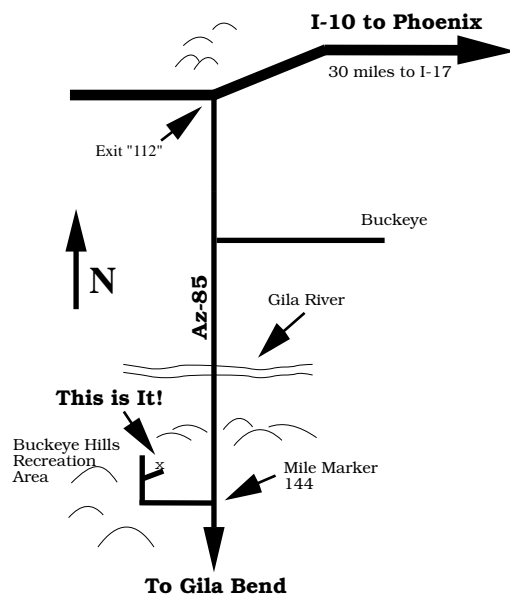 I-10 to Phoenix
30 miles to I-17
Exit "112"
Buckeye
N
Az-85
Gila River
This is It!
Buckeye Hills
Recreation
Area
x
Mile Marker
144
To Gila Bend